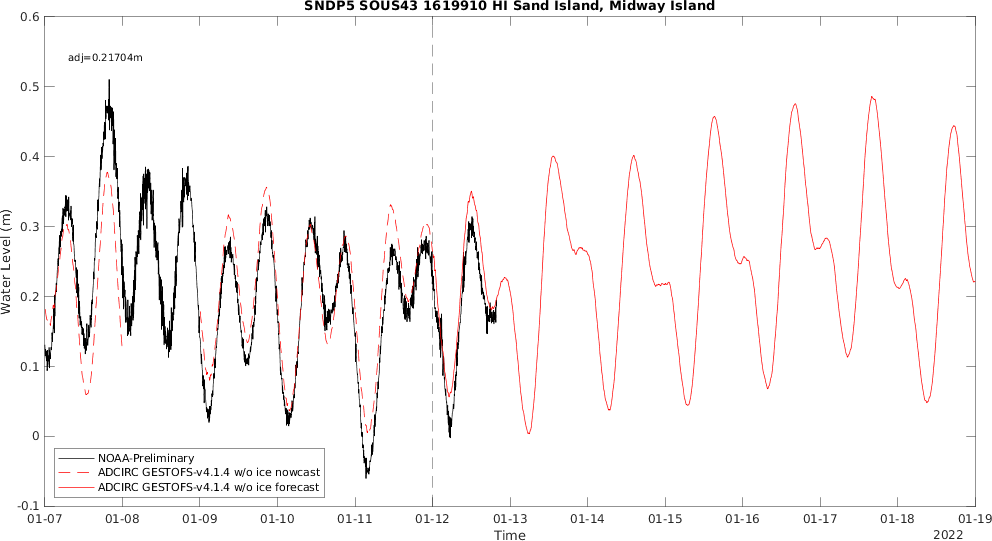 SNDP5 SOUS43 1619910 HI Sand Island, Midway Island
adj=0.21704m
0.6
0.5
0.4
0.3
0.2
0.1
0
-0.1
Water Level (m)
NOAA-Preliminary
ADCIRC GESTOFS-v4.1.4 w/o ice nowcast
ADCIRC GESTOFS-v4.1.4 w/o ice forecast
01-07 01-08 01-09 01-10 01-11 01-12 01-13 01-14 01-15 01-16 01-17 01-18 01-19
Time
2022